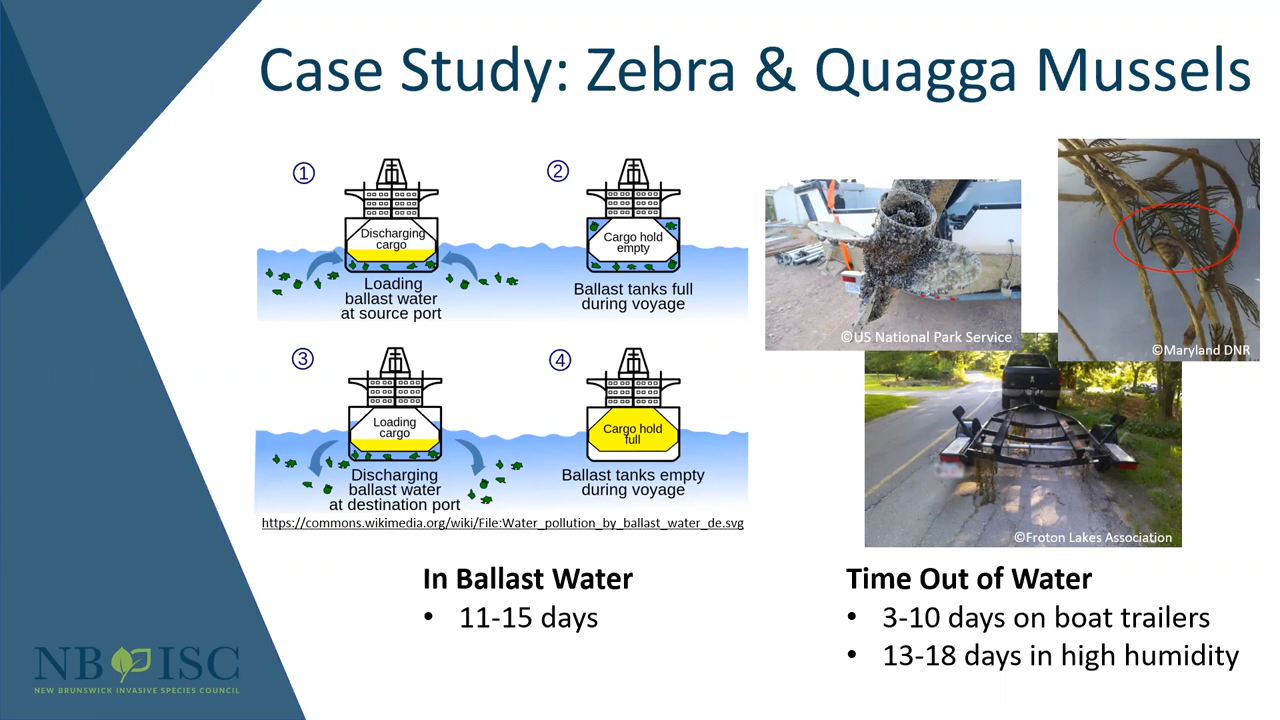 Case Study: Zebra & Quagga Mussels
①
Discharging
cargo
Loading
ballast water
at source port
②
Cargo hold
empty
Ballast tanks full
during voyage
③
Loading
cargo
Discharging
ballast water
at destination port
④
Cargo hold
full
Ballast tanks empty
during voyage
https://commons.wikimedia.org/wiki/File:Water_pollution_by_ballast_water_de.svg
©US National Park Service
©Maryland DNR
©Froton Lakes Association
In Ballast Water
• 11-15 days
Time Out of Water
• 3-10 days on boat trailers
• 13-18 days in high humidity
NB ISC
NEW BRUNSWICK INVASIVE SPECIES COUNCIL